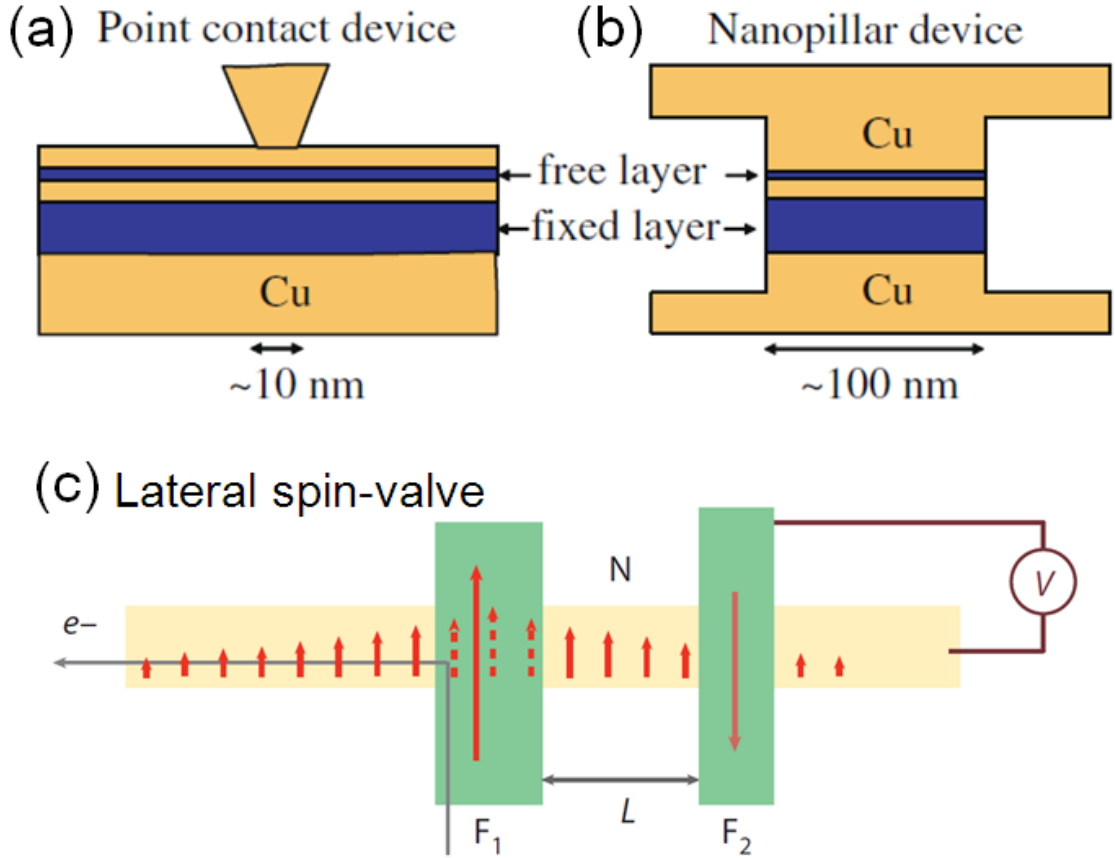 (a) Point contact device
(b) Nanopillar device
Cu
free layer
fixed layer
Cu
Cu
~10 nm
~100 nm
(c) Lateral spin-valve
N
V
e–
L
F1
F2